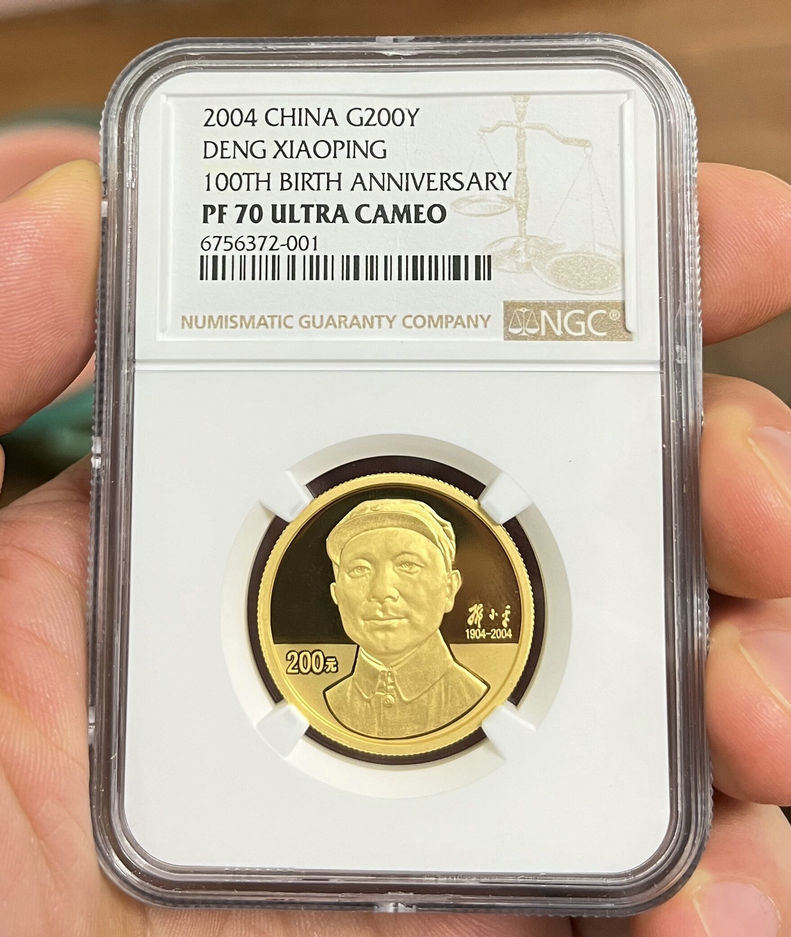 2004 CHINA G200Y
DENG XIAOPING
100TH BIRTH ANNIVERSARY
PF 70 ULTRA CAMEO
6756372-001
NUMISMATIC GUARANTY COMPANY
NGC®
邓小平
1904-2004
200元